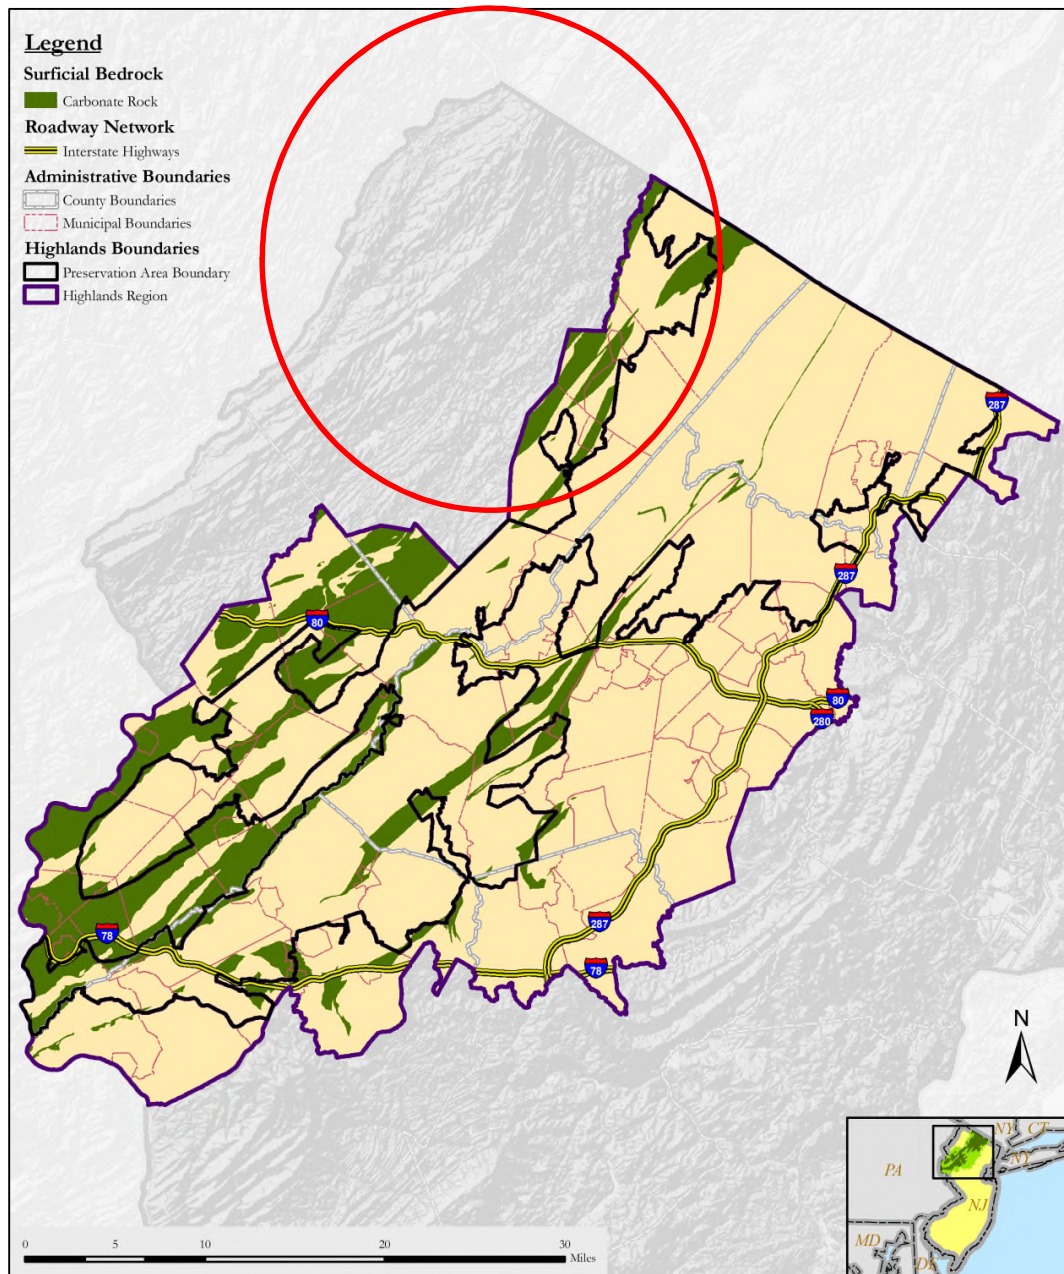 Legend
Surficial Bedrock
Carbonate Rock
Roadway Network
Interstate Highways
Administrative Boundaries
County Boundaries
Municipal Boundaries
Highlands Boundaries
Preservation Area Boundary
Highlands Region
287
287
80
80
280
78
287
78
N
NY CT
NY
PA
NJ
MD
DE
0 5 10 20 30
Miles